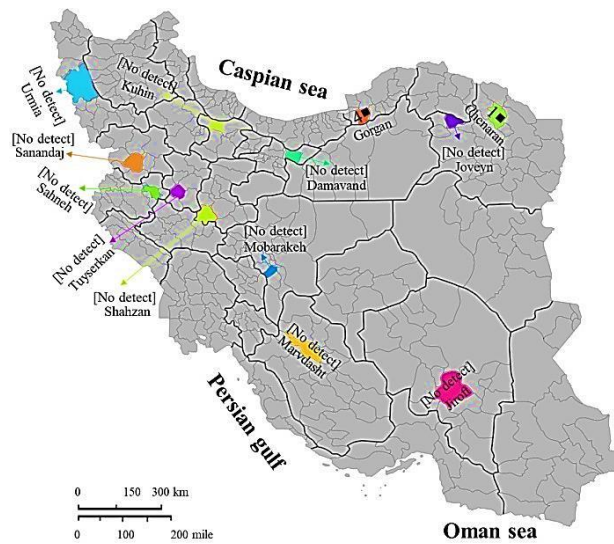 [No detect]
Urmia
[No detect]
Kuhin
Caspian sea
4
Gorgan
1
Quchran
[No detect]
Joveyn
[No detect]
Sanandaj
[No detect]
Damavand
[No detect]
Sahneh
[No detect]
Tuyserkan
[No detect]
Mobarakeh
[No detect]
Shahzan
[No detect]
Marvdasht
[No detect]
Jiroft
Persian gulf
Oman sea
0 150 300 km
0 100 200 mile